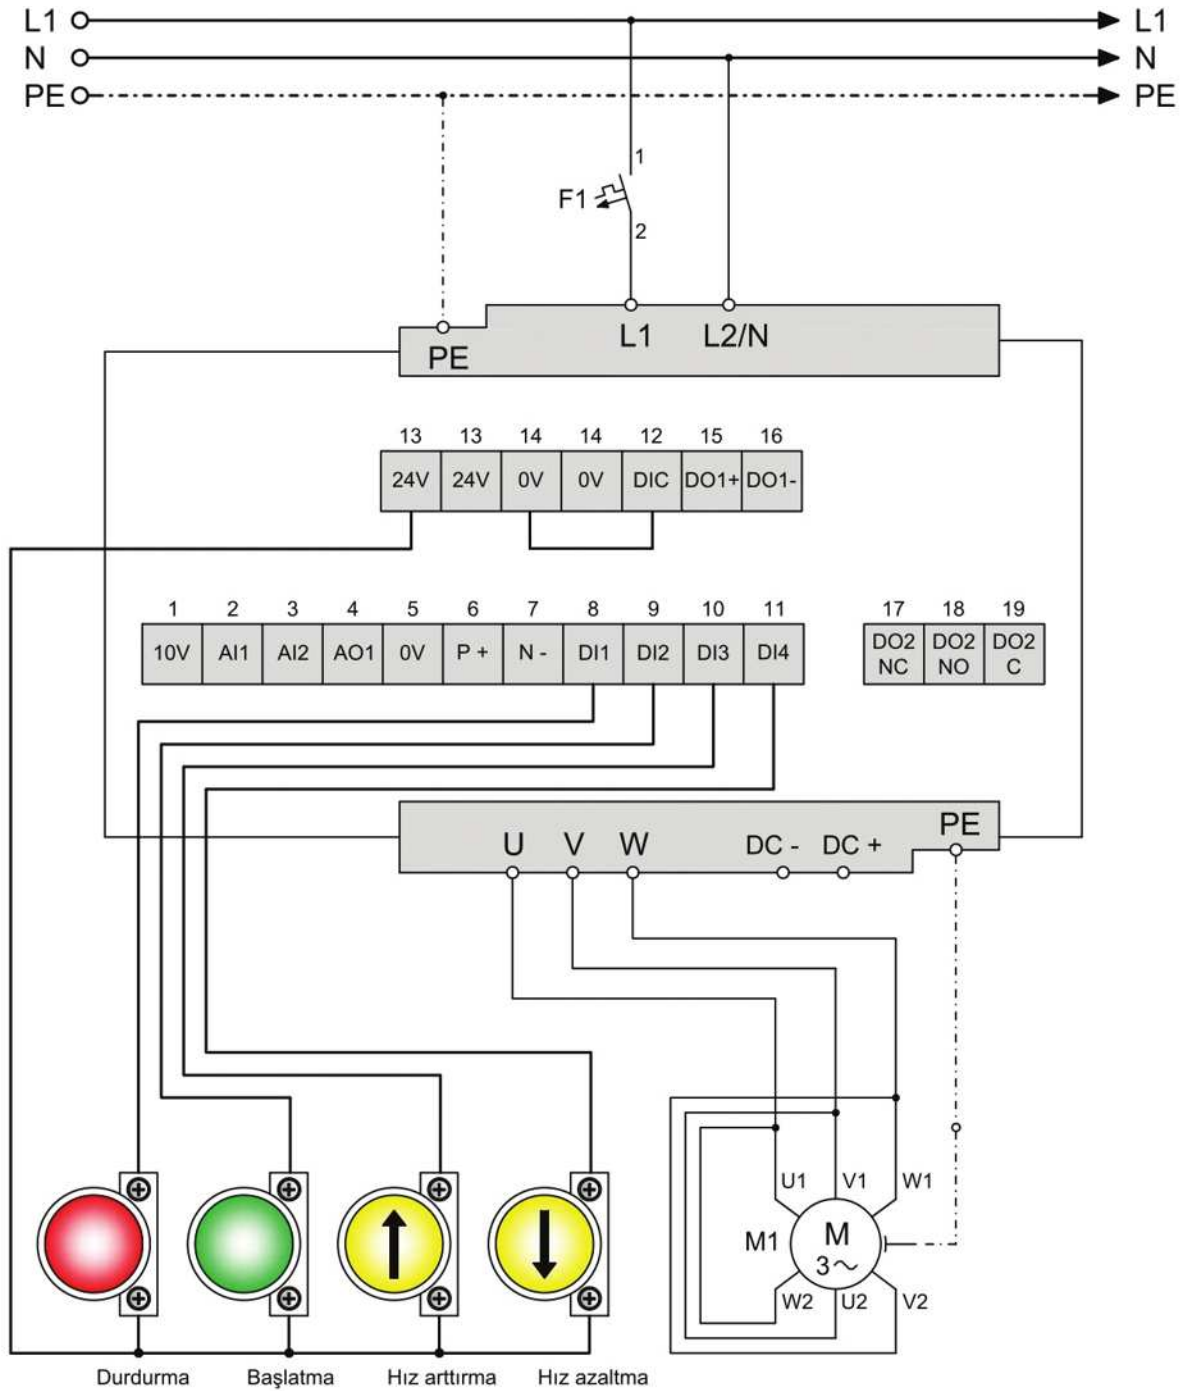 L1 L1
N N
PE PE
1
F1
2
L1 L2/N
PE
13 13 14 14 12 15 16
24V 24V 0V 0V DIC DO1+ DO1-
1 2 3 4 5 6 7 8 9 10 11 17 18 19
10V AI1 AI2 AO1 0V P + N - DI1 DI2 DI3 DI4 DO2 NC DO2 NO DO2 C
PE
U V W DC - DC +
U1 V1 W1
M1 M
3~
W2 U2 V2
Durdurma Başlatma Hız arttırma Hız azaltma